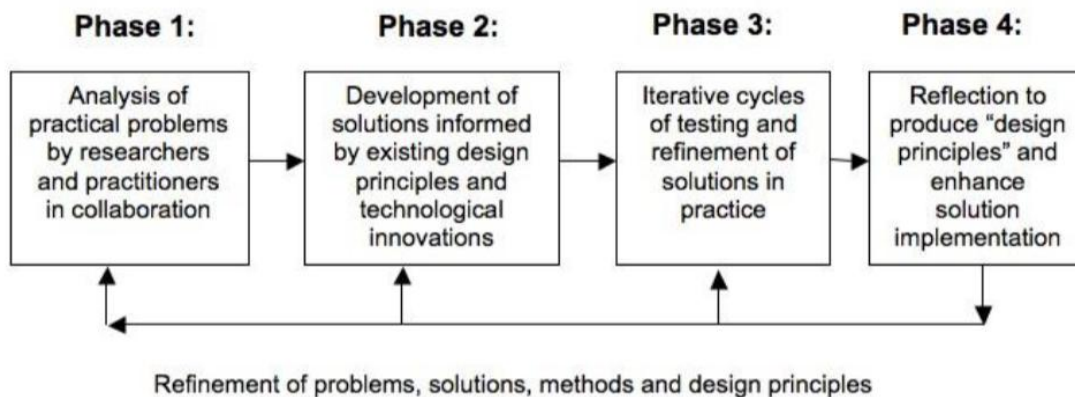 Phase 1:
Analysis of
practical problems
by researchers
and practitioners
in collaboration
Phase 2:
Development of
solutions informed
by existing design
principles and
technological
innovations
Phase 3:
Iterative cycles
of testing and
refinement of
solutions in
practice
Phase 4:
Reflection to
produce “design
principles” and
enhance
solution
implementation
Refinement of problems, solutions, methods and design principles